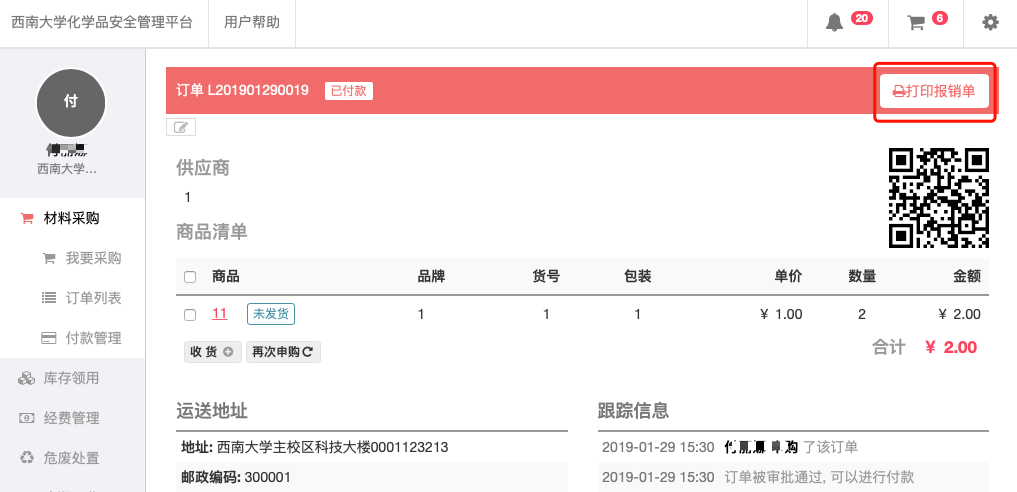 西南大学化学品安全管理平台 用户帮助 20 6
付
西南大学...
材料采购
我要采购
订单列表
付款管理
库存领用
经费管理
危废处置
订单 L201901290019 已付款 打印报销单
供应商
1
商品清单
商品 品牌 货号 包装 单价 数量 金额
11 未发货 1 1 1 ¥ 1.00 2 ¥ 2.00
收 货 再次申购 合计 ¥ 2.00
运送地址
地址: 西南大学主校区科技大楼0001123213
邮政编码: 300001
跟踪信息
2019-01-29 15:30 了该订单
2019-01-29 15:30 订单被审批通过, 可以进行付款